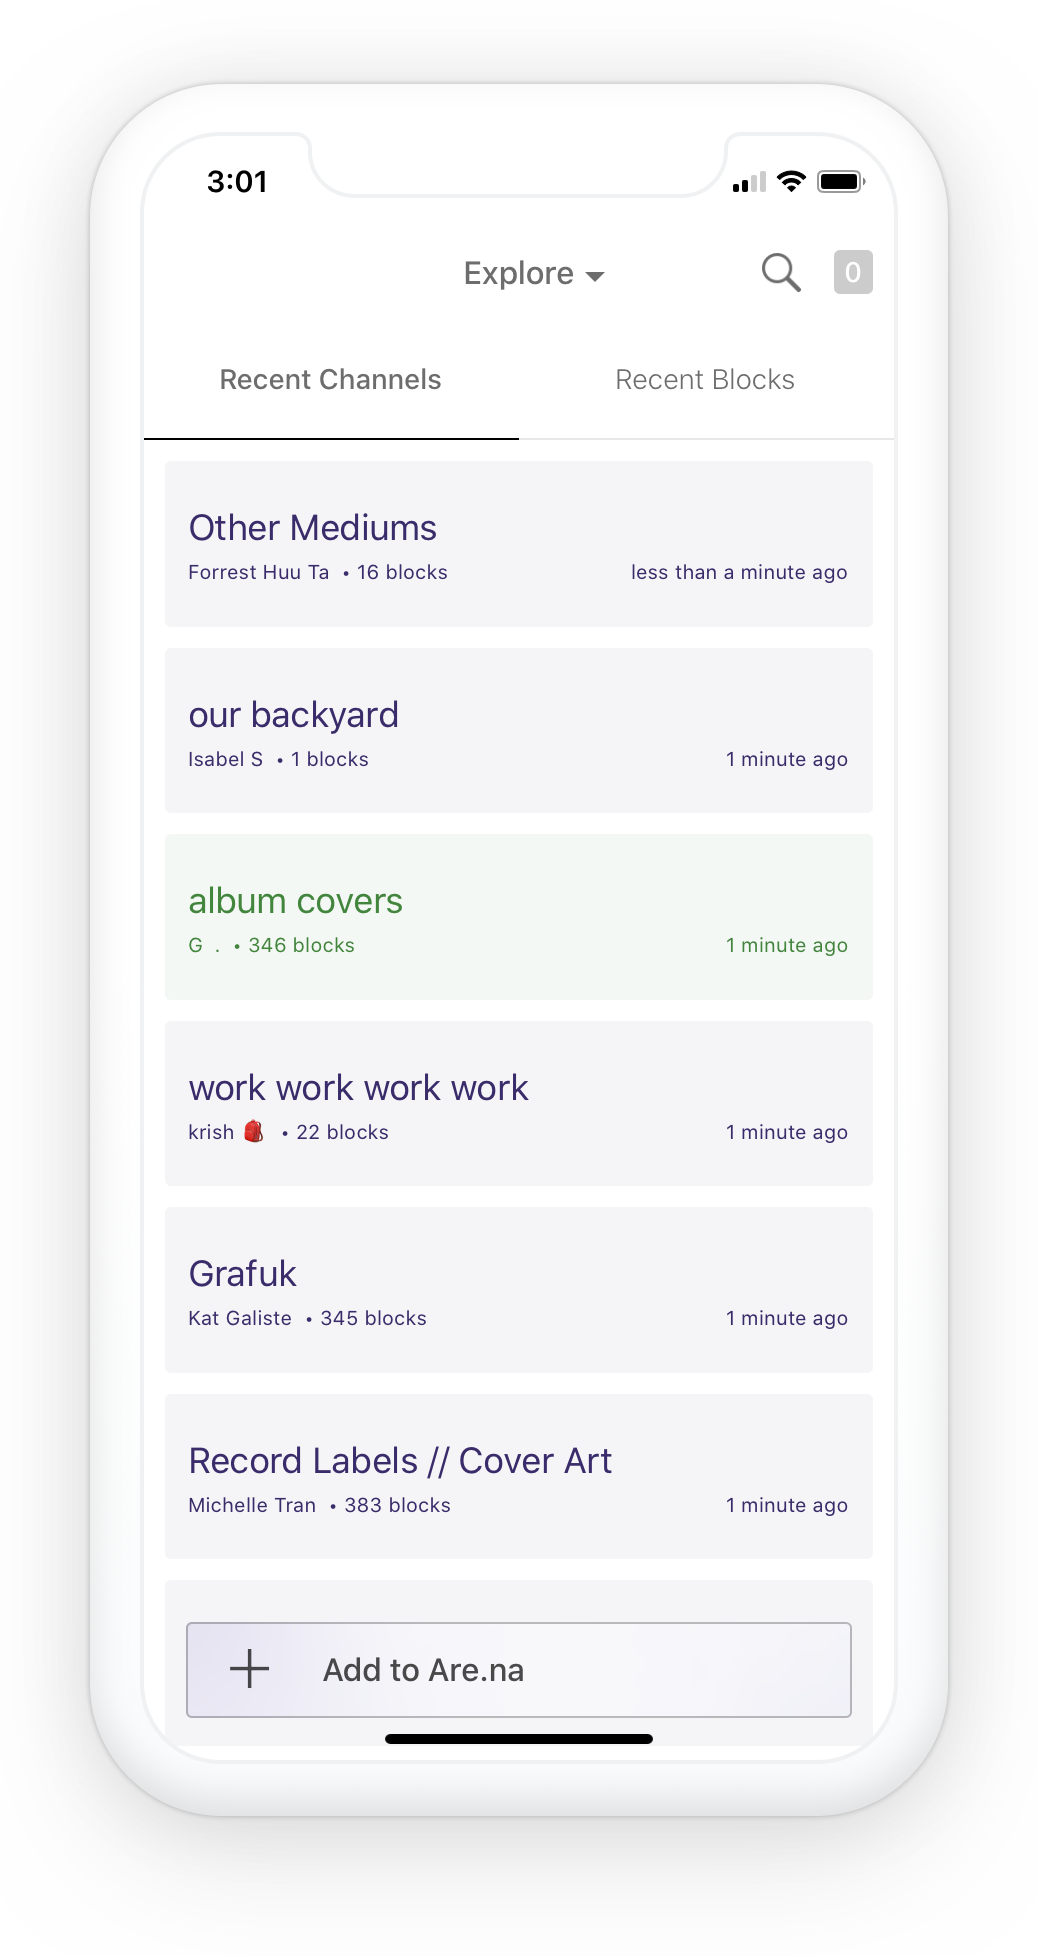 3:01
Explore
0
Recent Channels
Recent Blocks
Other Mediums
Forrest Huu Ta • 16 blocks
less than a minute ago
our backyard
Isabel S • 1 blocks
1 minute ago
album covers
G . • 346 blocks
1 minute ago
work work work work
krish 🎒 • 22 blocks
1 minute ago
Grafuk
Kat Galiste • 345 blocks
1 minute ago
Record Labels // Cover Art
Michelle Tran • 383 blocks
1 minute ago
Add to Are.na